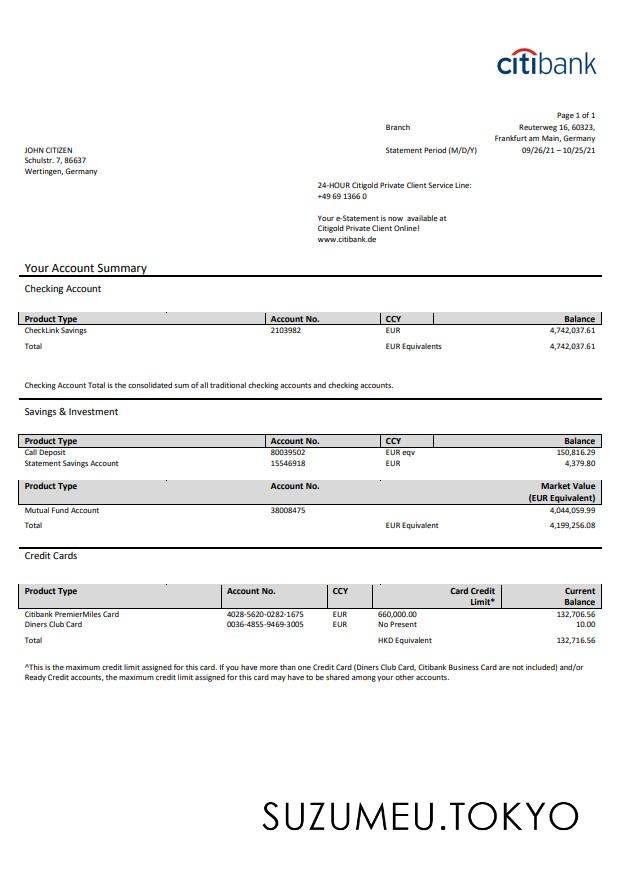 citibank
Page 1 of 1
Branch Reuterweg 16, 60323,
Frankfurt am Main, Germany
JOHN CITIZEN Statement Period (M/D/Y) 09/26/21 – 10/25/21
Schulstr. 7, 86637
Wertingen, Germany
24-HOUR Citigold Private Client Service Line:
+49 69 1366 0
Your e-Statement is now available at
Citigold Private Client Online!
www.citibank.de
Your Account Summary
Checking Account
Product Type Account No. CCY Balance
CheckLink Savings 2103982 EUR 4,742,037.61
Total EUR Equivalents 4,742,037.61
Checking Account Total is the consolidated sum of all traditional checking accounts and checking accounts.
Savings & Investment
Product Type Account No. CCY Balance
Call Deposit 80039502 EUR eqv 150,816.29
Statement Savings Account 15546918 EUR 4,379.80
Product Type Account No. Market Value
(EUR Equivalent)
Mutual Fund Account 38008475 4,044,059.99
Total EUR Equivalent 4,199,256.08
Credit Cards
Product Type Account No. CCY Card Credit Current
Limit* Balance
Citibank PremierMiles Card 4028-5620-0282-1675 EUR 660,000.00 132,706.56
Diners Club Card 0036-4855-9469-3005 EUR No Present 10.00
Total HKD Equivalent 132,716.56
^This is the maximum credit limit assigned for this card. If you have more than one Credit Card (Diners Club Card, Citibank Business Card are not included) and/or
Ready Credit accounts, the maximum credit limit assigned for this card may have to be shared among your other accounts.
SUZUMEU.TOKYO